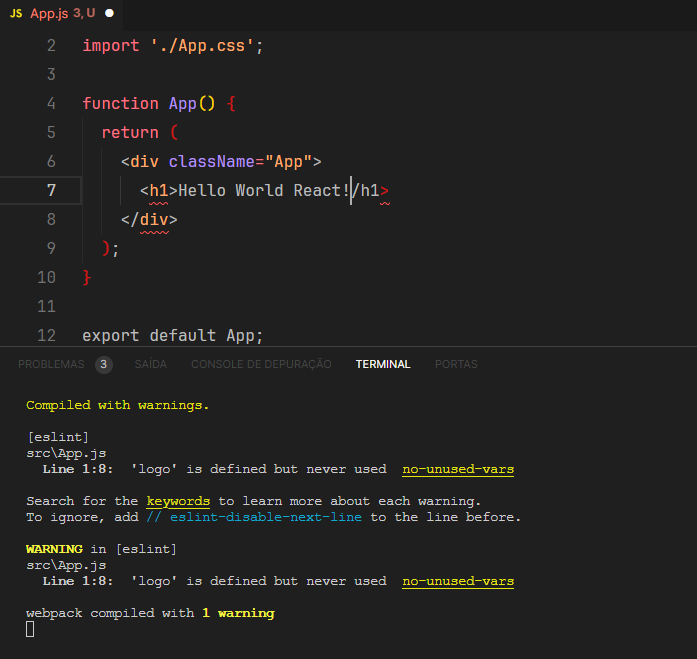 JS App.js 3, U
2 import './App.css';
3
4 function App() {
5 return (
6 <div className="App">
7 <h1>Hello World React!/h1>
8 </div>
9 );
10 }
11
12 export default App;
PROBLEMAS 3 SAÍDA CONSOLE DE DEPURAÇÃO TERMINAL PORTAS
Compiled with warnings.
[eslint]
src\App.js
Line 1:8: 'logo' is defined but never used no-unused-vars
Search for the keywords to learn more about each warning.
To ignore, add // eslint-disable-next-line to the line before.
WARNING in [eslint]
src\App.js
Line 1:8: 'logo' is defined but never used no-unused-vars
webpack compiled with 1 warning